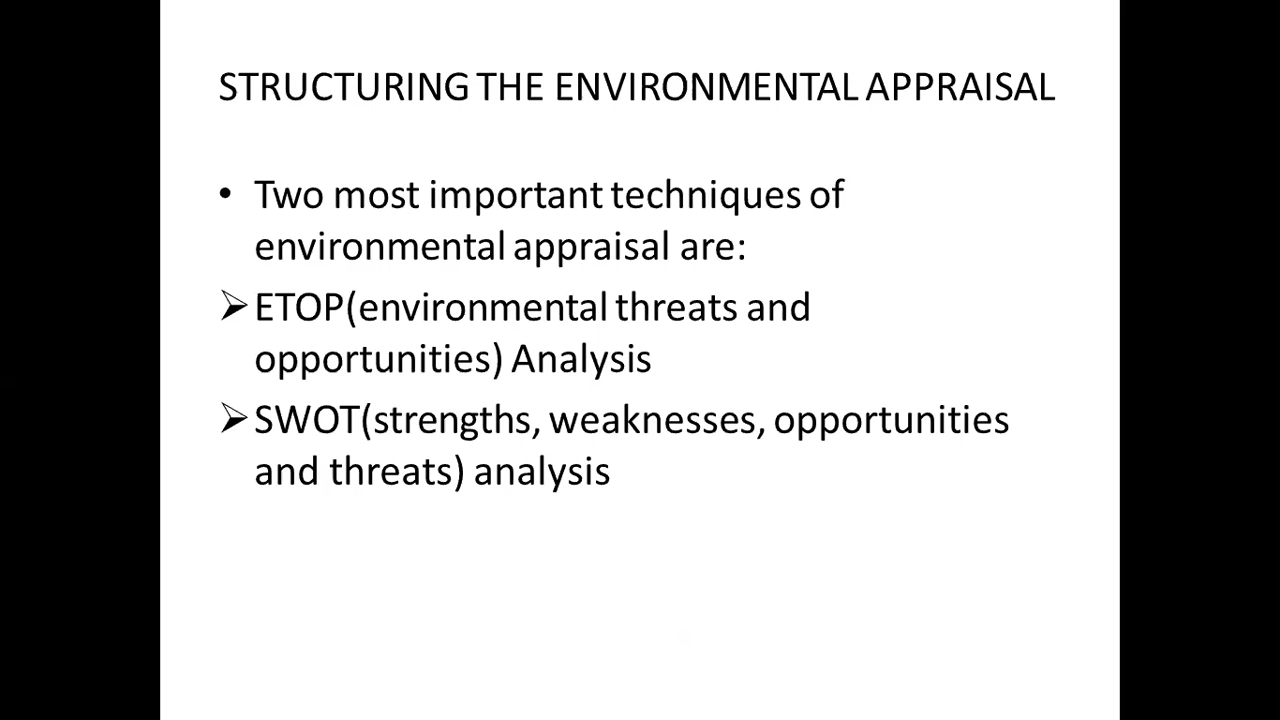 STRUCTURING THE ENVIRONMENTAL APPRAISAL
• Two most important techniques of
environmental appraisal are:
➢ETOP(environmental threats and
opportunities) Analysis
➢SWOT(strengths, weaknesses, opportunities
and threats) analysis